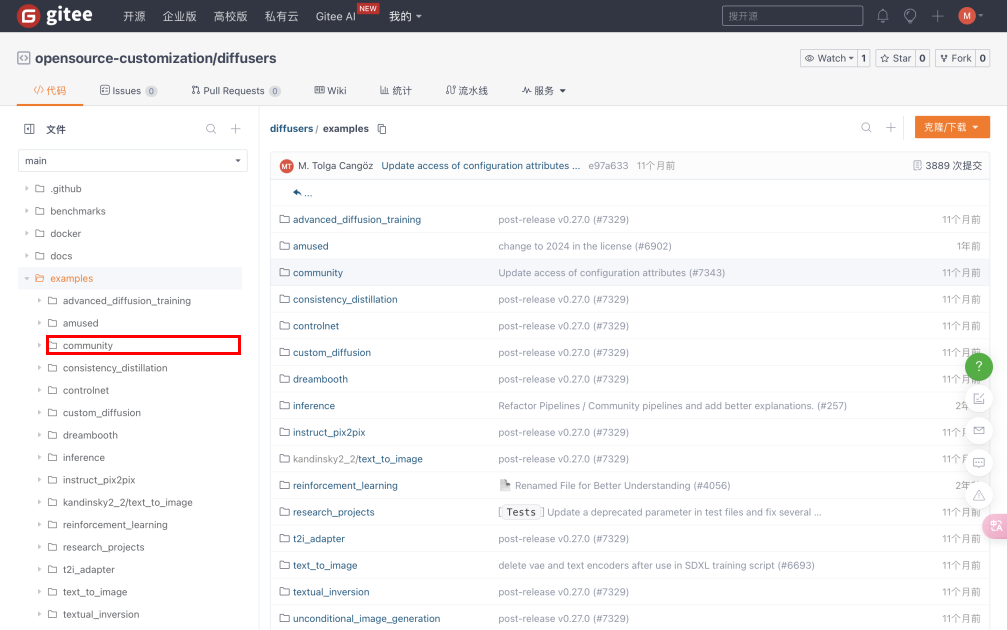 gitee 开源 企业版 高校版 私有云 Gitee AI NEW 我的 搜开源 M
opensource-customization/diffusers Watch 1 Star 0 Fork 0
代码 Issues 0 Pull Requests 0 Wiki 统计 流水线 服务
文件
main
.github
benchmarks
docker
docs
examples
advanced_diffusion_training
amused
community
consistency_distillation
controlnet
custom_diffusion
dreambooth
inference
instruct_pix2pix
kandinsky2_2/text_to_image
reinforcement_learning
research_projects
t2i_adapter
text_to_image
textual_inversion
diffusers / examples 克隆/下载
MT M. Tolga Cangöz Update access of configuration attributes ... e97a633 11个月前 3889 次提交
...
advanced_diffusion_training post-release v0.27.0 (#7329) 11个月前
amused change to 2024 in the license (#6902) 1年前
community Update access of configuration attributes (#7343) 11个月前
consistency_distillation post-release v0.27.0 (#7329) 11个月前
controlnet post-release v0.27.0 (#7329) 11个月前
custom_diffusion post-release v0.27.0 (#7329) 11个月前
dreambooth post-release v0.27.0 (#7329) 11个月前
inference Refactor Pipelines / Community pipelines and add better explanations. (#257) 2年
instruct_pix2pix post-release v0.27.0 (#7329) 11个月前
kandinsky2_2/text_to_image post-release v0.27.0 (#7329) 11个月
reinforcement_learning Renamed File for Better Understanding (#4056) 2年
research_projects [Tests] Update a deprecated parameter in test files and fix several ... 11个月前
t2i_adapter post-release v0.27.0 (#7329) 11个月前
text_to_image delete vae and text encoders after use in SDXL training script (#6693) 11个月前
textual_inversion post-release v0.27.0 (#7329) 11个月前
unconditional_image_generation post-release v0.27.0 (#7329) 11个月前
?